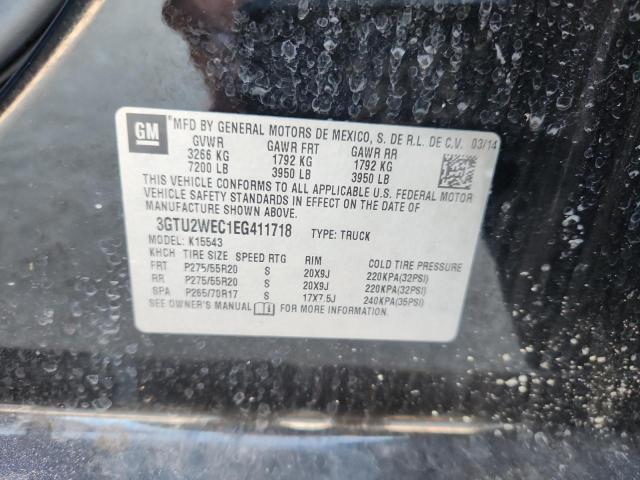 GM
®MFD BY GENERAL MOTORS DE MEXICO, S. DE R.L. DE C.V. 03/14
GVWR GAWR FRT GAWR RR
3266 KG 1792 KG 1792 KG
7200 LB 3950 LB 3950 LB
THIS VEHICLE CONFORMS TO ALL APPLICABLE U.S. FEDERAL MOTOR
VEHICLE SAFETY STANDARDS IN EFFECT ON THE DATE OF
MANUFACTURE SHOWN ABOVE.
3GTU2WEC1EG411718 TYPE: TRUCK
MODEL: K15543
KHCH TIRE SIZE SPEED RTG RIM COLD TIRE PRESSURE
FRT P275/55R20 S 20X9J 220KPA(32PSI)
RR P275/55R20 S 20X9J 220KPA(32PSI)
SPA P265/70R17 S 17X7.5J 240KPA(35PSI)
SEE OWNER'S MANUAL FOR MORE INFORMATION.